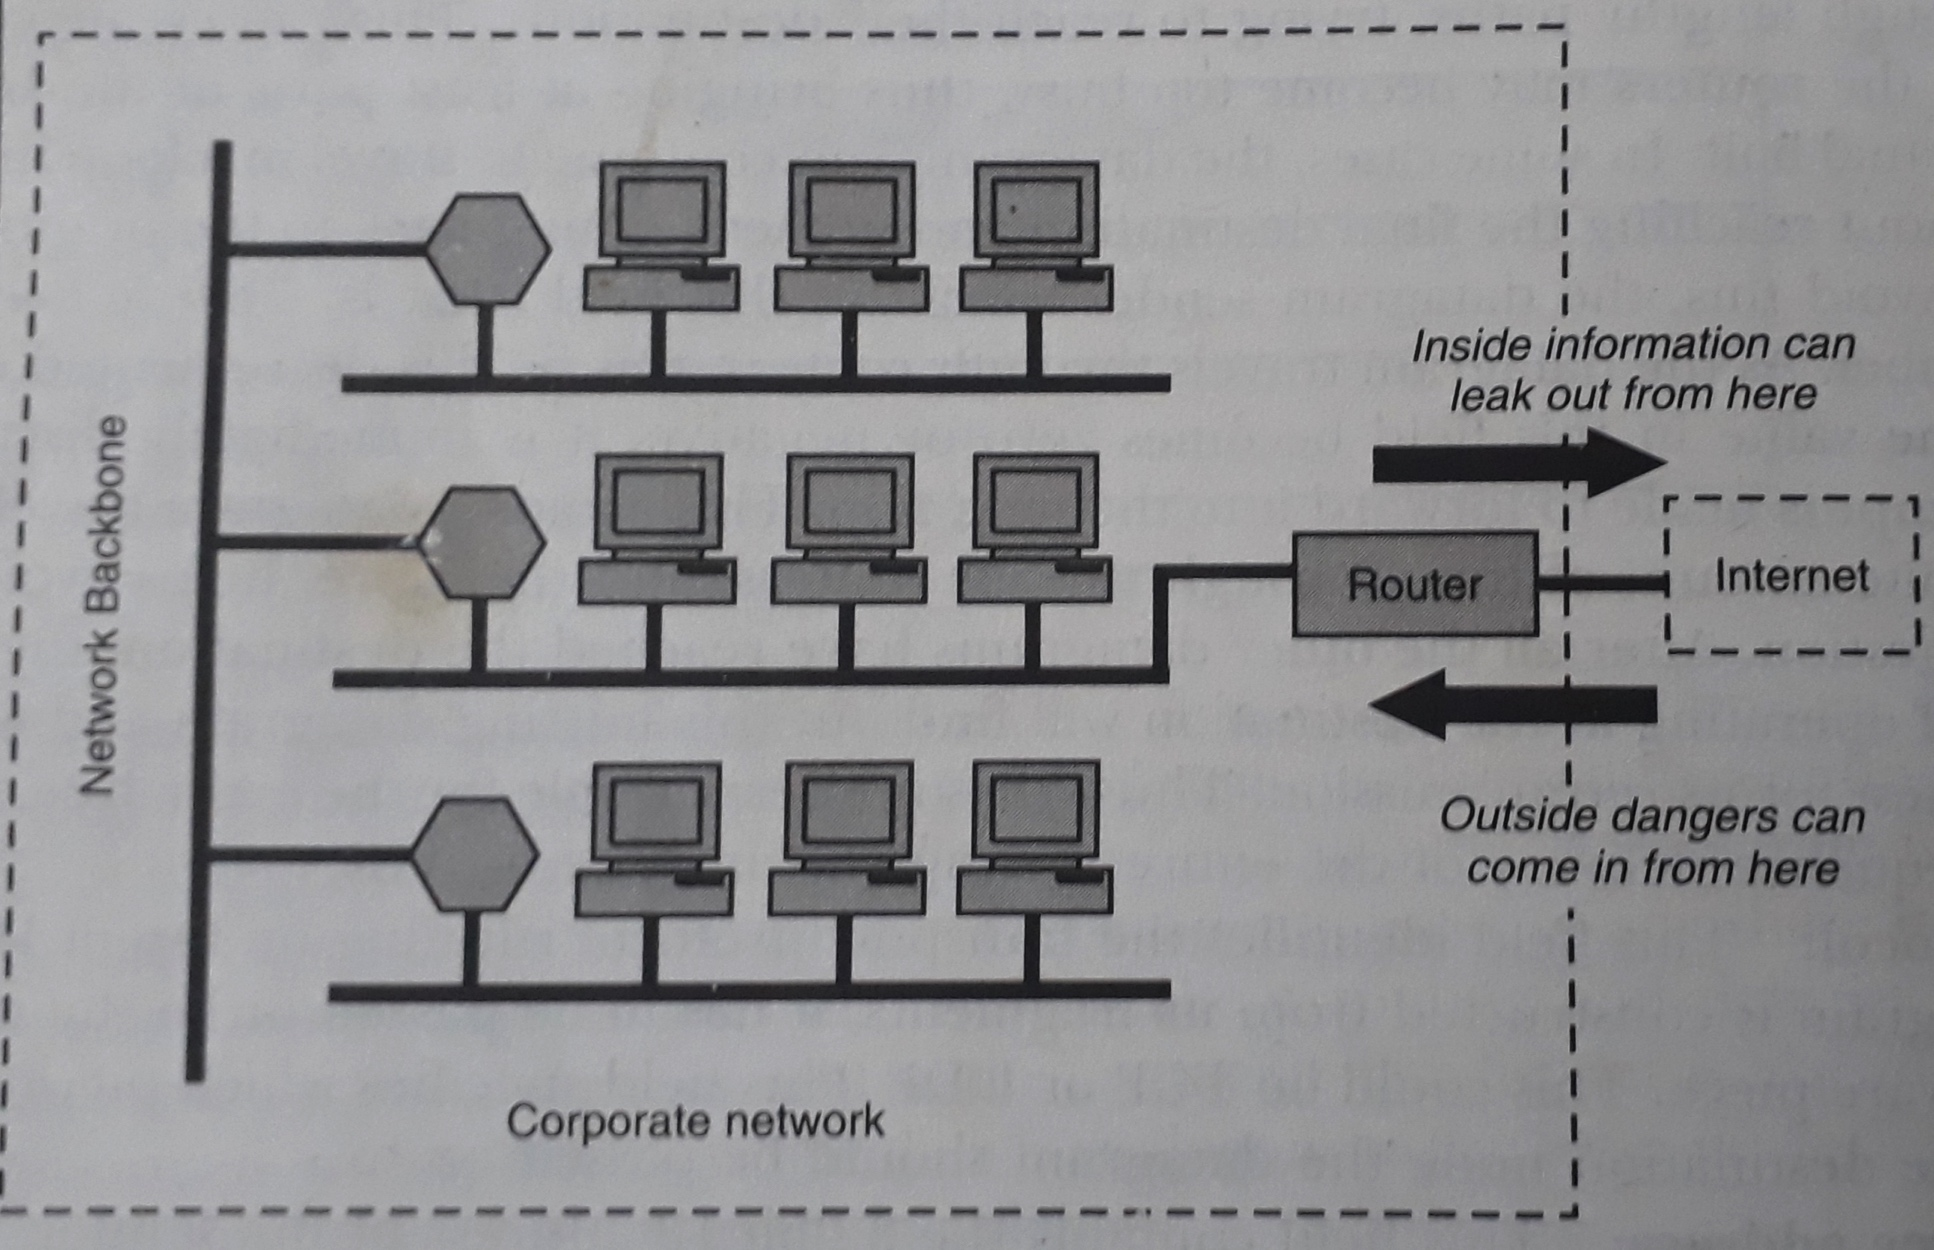 Inside information can
leak out from here
Network Backbone
Router
Internet
Outside dangers can
come in from here
Corporate network